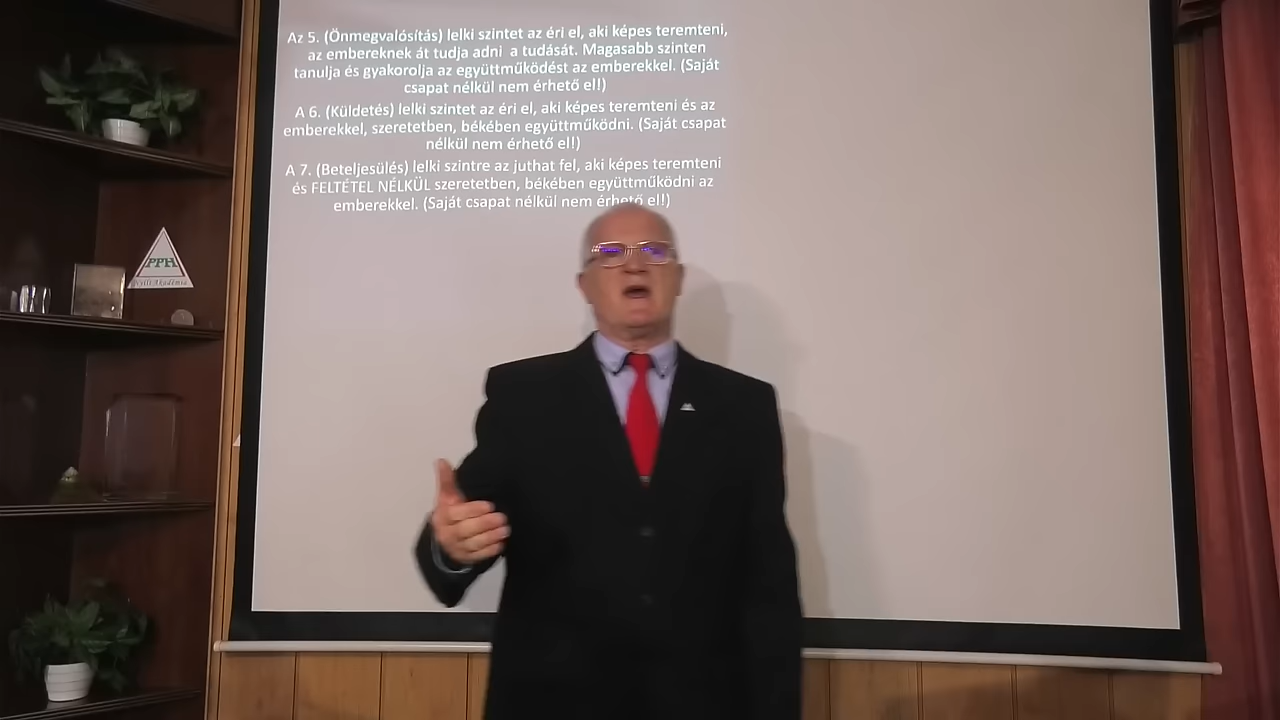 Az 5. (Önmegvalósítás) lelki szintet az éri el, aki képes teremteni,
az embereknek át tudja adni a tudását. Magasabb szinten
tanulja és gyakorolja az együttműködést az emberekkel. (Saját
csapat nélkül nem érhető el!)
A 6. (Küldetés) lelki szintet az éri el, aki képes teremteni és az
emberekkel, szeretetben, békében együttműködni. (Saját csapat
nélkül nem érhető el!)
A 7. (Beteljesülés) lelki szintre az juthat fel, aki képes teremteni
és FELTÉTEL NÉLKÜL szeretetben, békében együttműködni az
emberekkel. (Saját csapat nélkül nem érhető el!)
PFH
Nyílt Akadémia